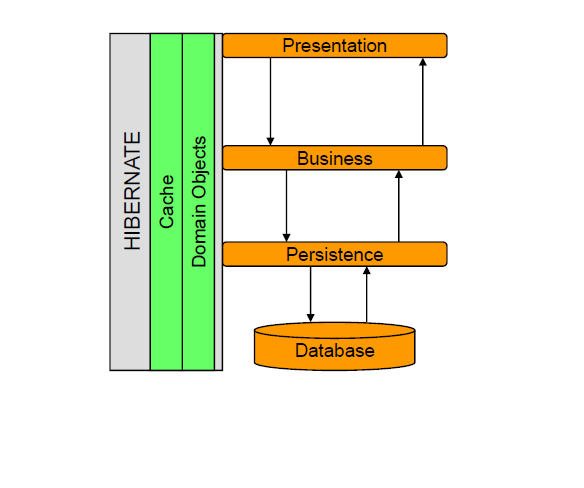 HIBERNATE
Cache
Domain Objects
Presentation
Business
Persistence
Database